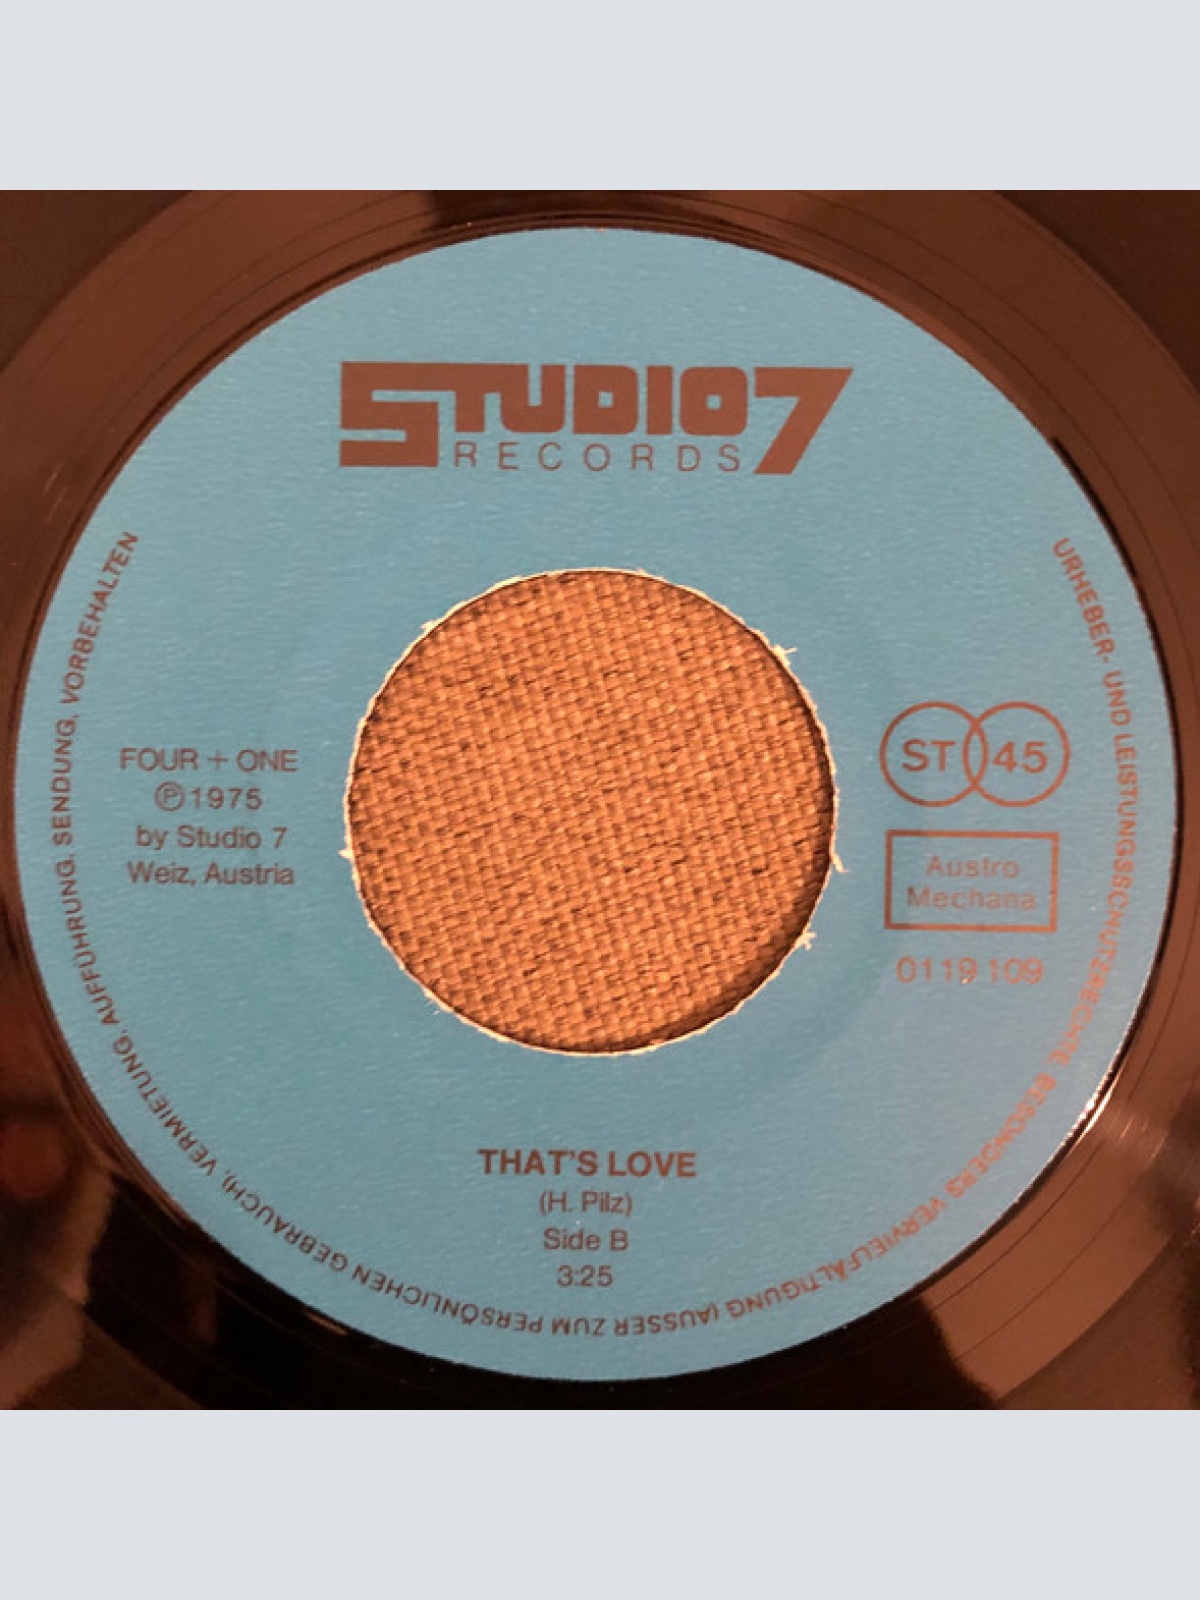 STUDIO7
RECORDS
URHEBER- UND LEISTUNGSSCHUTZRECHTE, BESONDERS VERVIELFÄLTIGUNG (AUSSER ZUM PERSÖNLICHEN GEBRAUCH), VERMIETUNG, AUFFÜHRUNG, SENDUNG, VORBEHALTEN
FOUR + ONE
℗ 1975
by Studio 7
Weiz, Austria
ST 45
Austro
Mechana
0119 109
THAT'S LOVE
(H. Pilz)
Side B
3:25